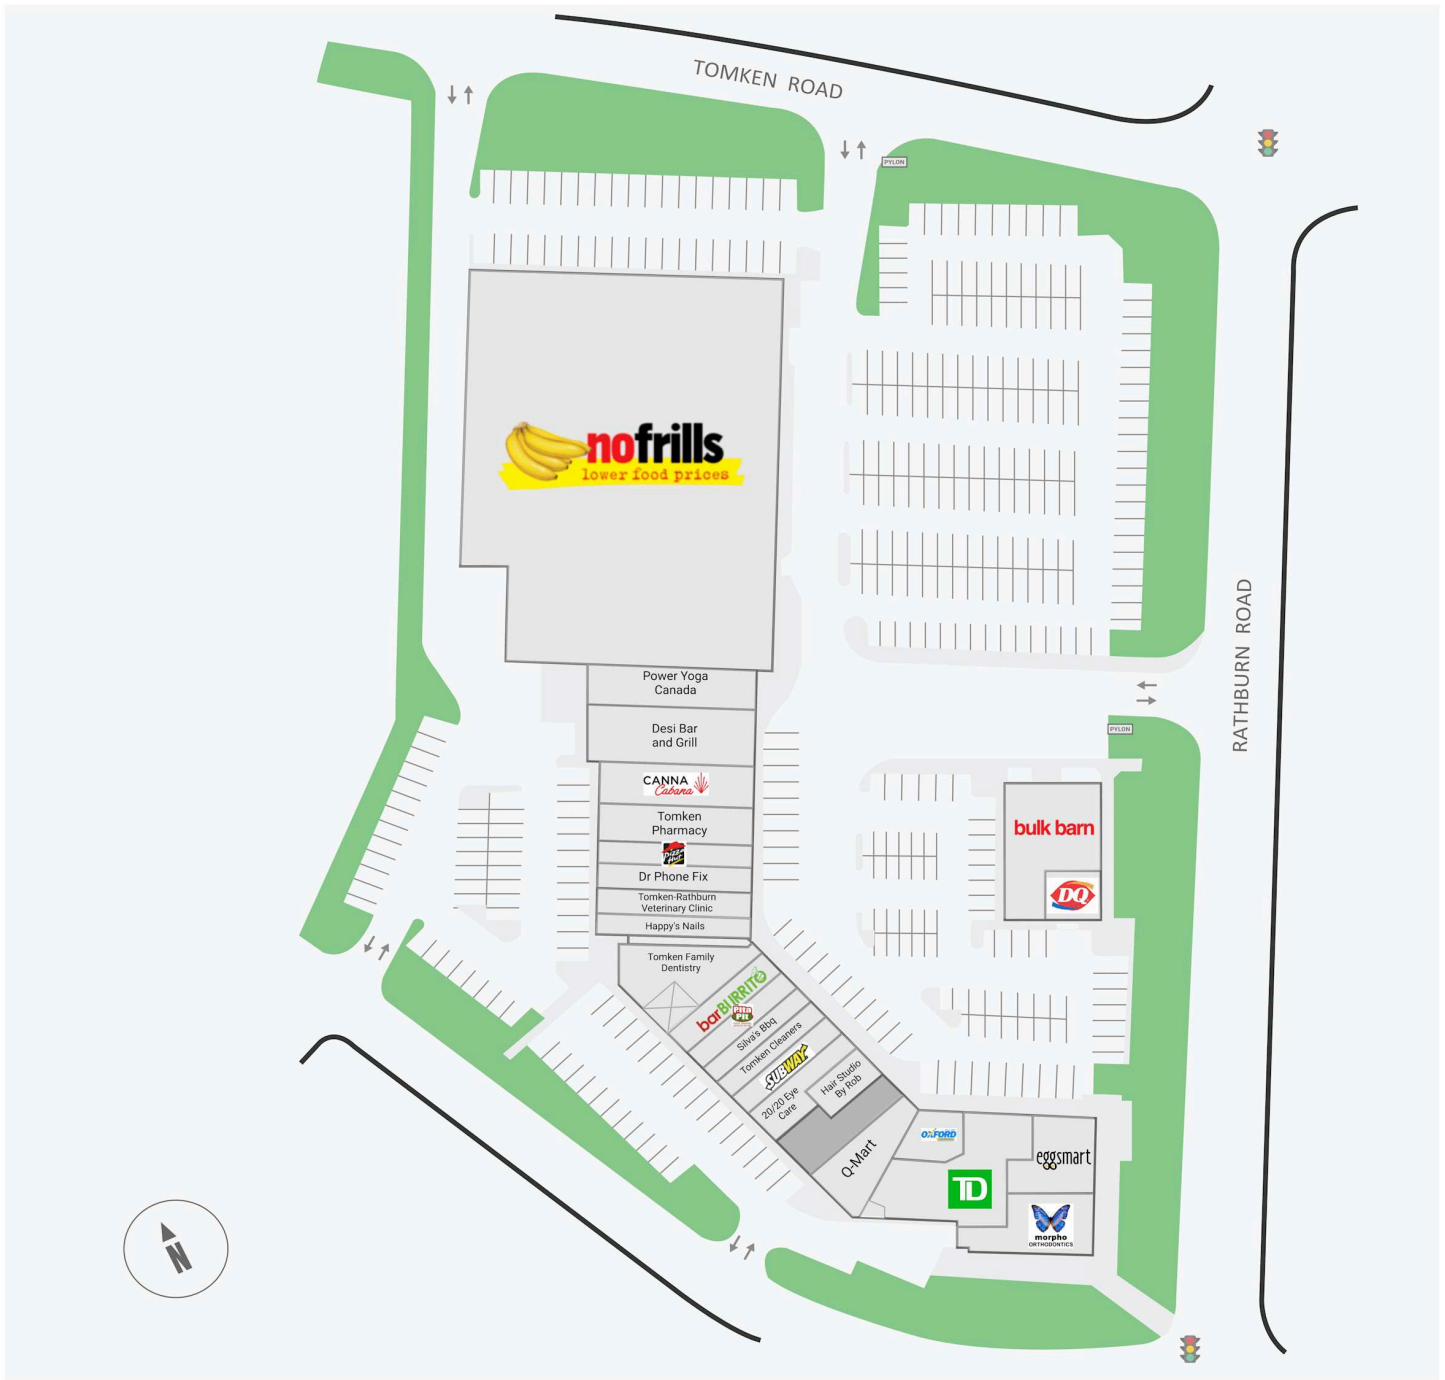 TOMKEN ROAD
PYLON
nofrills
lower food prices
RATHBURN ROAD
Power Yoga
Canada
PYLON
Desi Bar
and Grill
CANNA
Cabana
Tomken
Pharmacy
bulk barn
Pizza
Hut
Dr Phone Fix
DQ
Tomken-Rathburn
Veterinary Clinic
Happy's Nails
Tomken Family
Dentistry
barBURRITO
Pita
Pit
Silva's Bbq
Tomken Cleaners
SUBWAY
Hair Studio
By Rob
20/20 Eye
Care
Q-Mart
OXFORD
eggsmart
TD
morpho
ORTHODONTICS
N